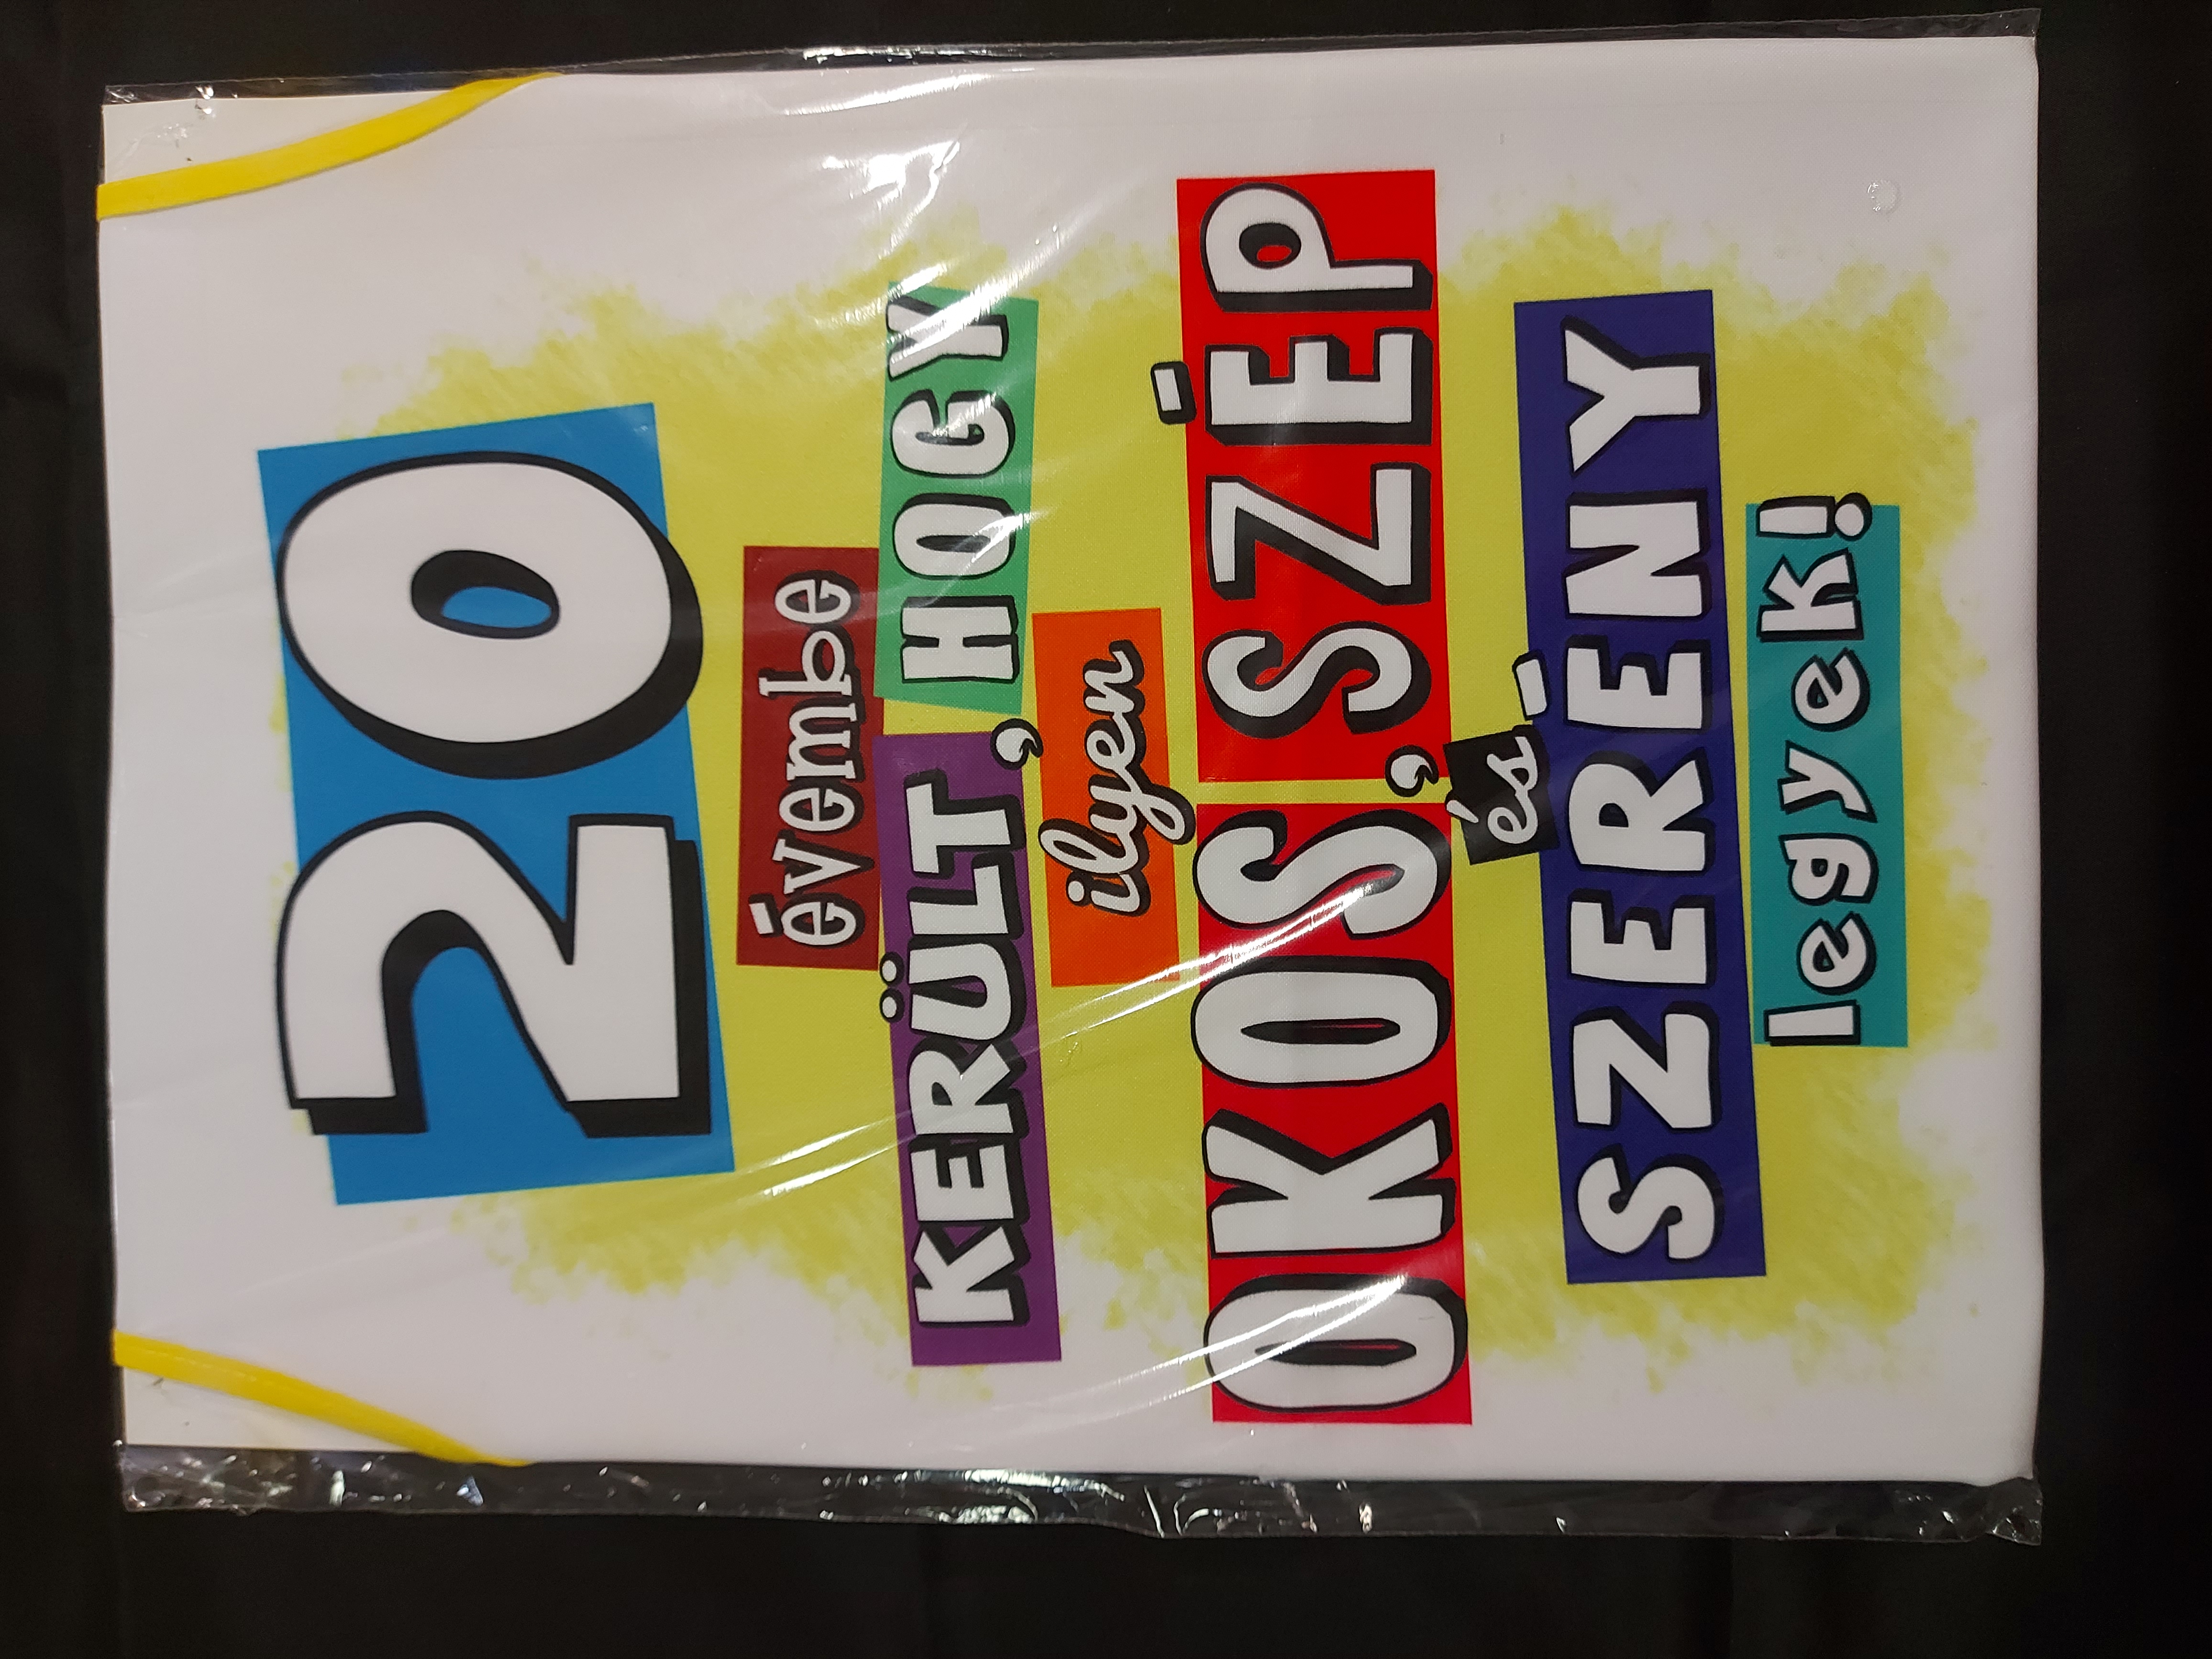 20
évembe
KERÜLT, HOGY
ilyen
OKOS, SZÉP
és
SZERÉNY
legyek!